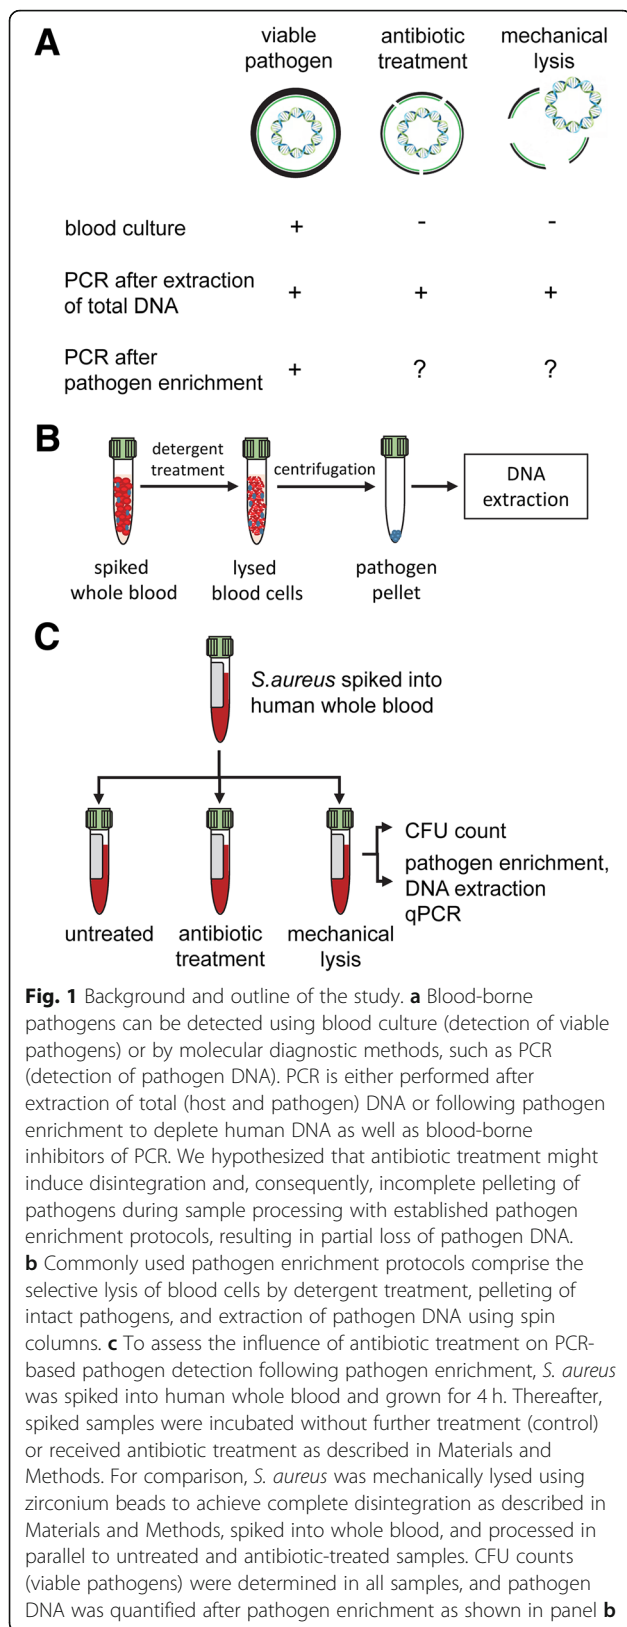 A
viable pathogen
antibiotic treatment
mechanical lysis
blood culture + - -
PCR after extraction
of total DNA + + +
PCR after
pathogen enrichment + ? ?
B
detergent
treatment
centrifugation
DNA
extraction
spiked
whole blood
lysed
blood cells
pathogen
pellet
C
S.aureus spiked into
human whole blood
CFU count
pathogen enrichment,
DNA extraction
qPCR
untreated
antibiotic
treatment
mechanical
lysis
Fig. 1 Background and outline of the study. a Blood-borne
pathogens can be detected using blood culture (detection of viable
pathogens) or by molecular diagnostic methods, such as PCR
(detection of pathogen DNA). PCR is either performed after
extraction of total (host and pathogen) DNA or following pathogen
enrichment to deplete human DNA as well as blood-borne
inhibitors of PCR. We hypothesized that antibiotic treatment might
induce disintegration and, consequently, incomplete pelleting of
pathogens during sample processing with established pathogen
enrichment protocols, resulting in partial loss of pathogen DNA.
b Commonly used pathogen enrichment protocols comprise the
selective lysis of blood cells by detergent treatment, pelleting of
intact pathogens, and extraction of pathogen DNA using spin
columns. c To assess the influence of antibiotic treatment on PCR-
based pathogen detection following pathogen enrichment, S. aureus
was spiked into human whole blood and grown for 4 h. Thereafter,
spiked samples were incubated without further treatment (control)
or received antibiotic treatment as described in Materials and
Methods. For comparison, S. aureus was mechanically lysed using
zirconium beads to achieve complete disintegration as described in
Materials and Methods, spiked into whole blood, and processed in
parallel to untreated and antibiotic-treated samples. CFU counts
(viable pathogens) were determined in all samples, and pathogen
DNA was quantified after pathogen enrichment as shown in panel b